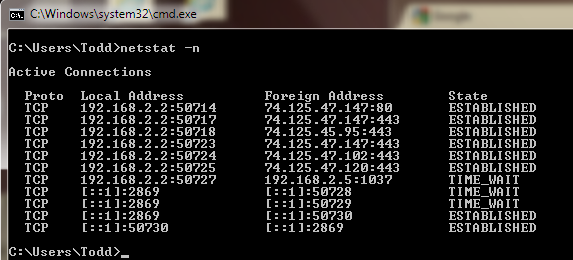 C:\Windows\system32\cmd.exe
Google
C:\Users\Todd>netstat -n
Active Connections
Proto  Local Address          Foreign Address        State
TCP    192.168.2.2:50714      74.125.47.147:80       ESTABLISHED
TCP    192.168.2.2:50717      74.125.47.147:443      ESTABLISHED
TCP    192.168.2.2:50718      74.125.45.95:443       ESTABLISHED
TCP    192.168.2.2:50723      74.125.47.147:443      ESTABLISHED
TCP    192.168.2.2:50724      74.125.47.102:443      ESTABLISHED
TCP    192.168.2.2:50725      74.125.47.120:443      ESTABLISHED
TCP    192.168.2.2:50727      192.168.2.5:1037       TIME_WAIT
TCP    [::1]:2869             [::1]:50728            TIME_WAIT
TCP    [::1]:2869             [::1]:50729            TIME_WAIT
TCP    [::1]:2869             [::1]:50730            ESTABLISHED
TCP    [::1]:50730            [::1]:2869             ESTABLISHED
C:\Users\Todd>_